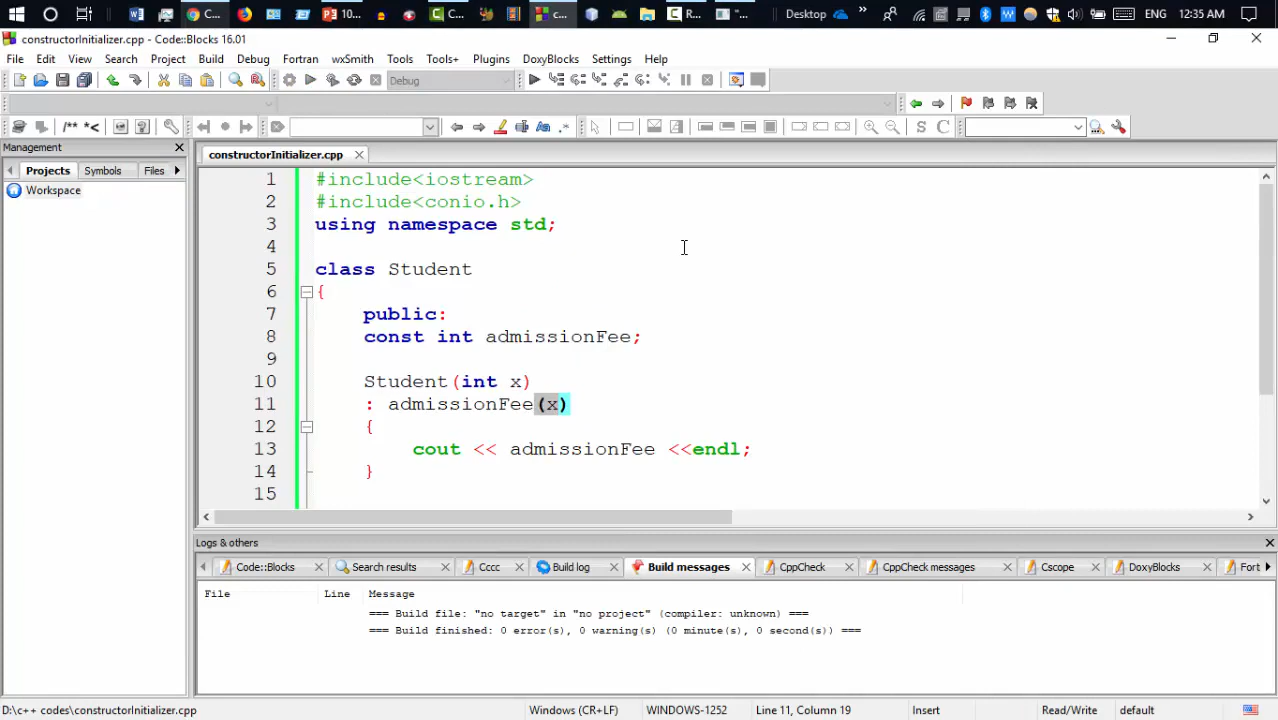 C... 10... C... c... R... "... Desktop ENG 12:35 AM
constructorInitializer.cpp - Code::Blocks 16.01
File Edit View Search Project Build Debug Fortran wxSmith Tools Tools+ Plugins DoxyBlocks Settings Help
Debug
/** *<
.* S C
Management
Projects Symbols Files
Workspace
constructorInitializer.cpp
1 #include<iostream>
2 #include<conio.h>
3 using namespace std;
4
5 class Student
6 {
7 public:
8 const int admissionFee;
9
10 Student(int x)
11 : admissionFee(x)
12 {
13 cout << admissionFee <<endl;
14 }
15
Logs & others
Code::Blocks Search results Cccc Build log Build messages CppCheck CppCheck messages Cscope DoxyBlocks Fort
File Line Message
=== Build file: "no target" in "no project" (compiler: unknown) ===
=== Build finished: 0 error(s), 0 warning(s) (0 minute(s), 0 second(s)) ===
D:\c++ codes\constructorInitializer.cpp Windows (CR+LF) WINDOWS-1252 Line 11, Column 19 Insert Read/Write default